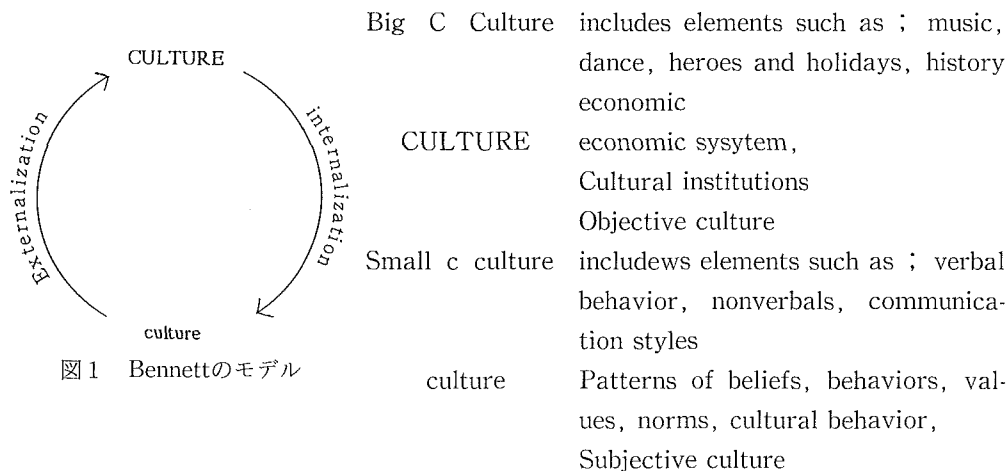 CULTURE
Externalization
internalization
culture
図1 Bennettのモデル
Big C Culture includes elements such as ; music,
dance, heroes and holidays, history
economic
CULTURE economic sysytem,
Cultural institutions
Objective culture
Small c culture includews elements such as ; verbal
behavior, nonverbals, communica-
tion styles
culture Patterns of beliefs, behaviors, val-
ues, norms, cultural behavior,
Subjective culture